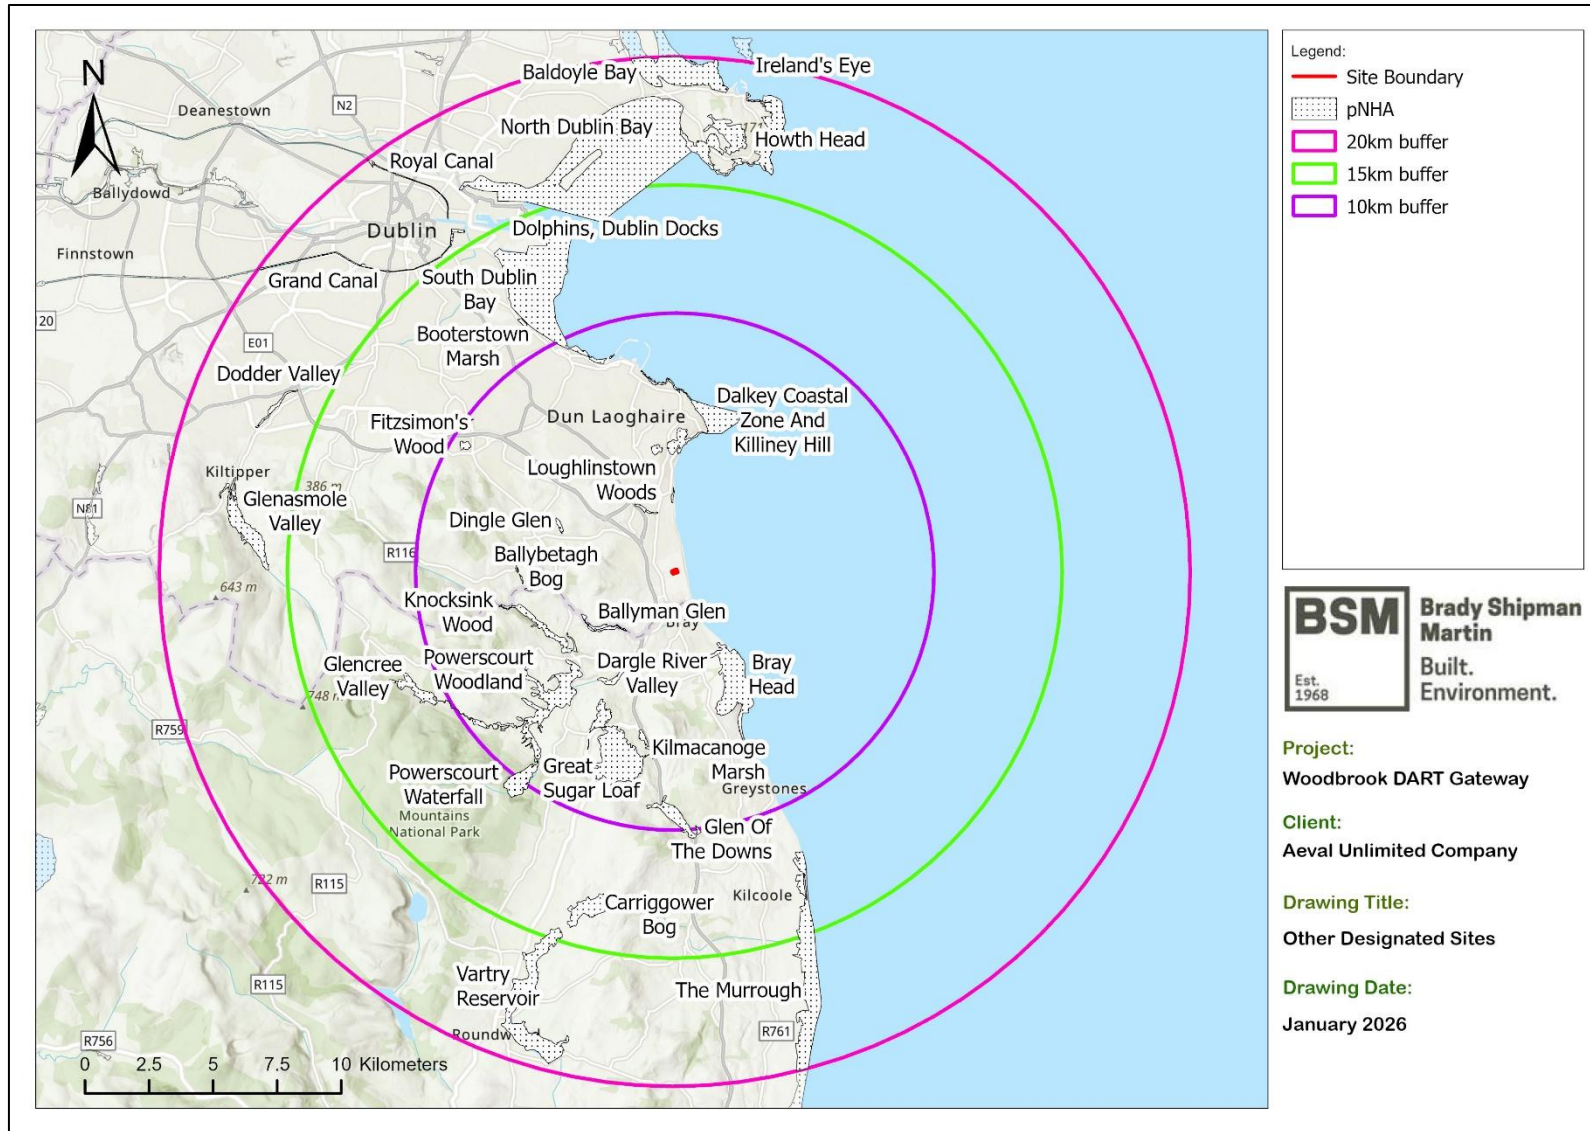 N
Deanestown
N2
Baldoyle Bay
Ireland's Eye
North Dublin Bay
171
Howth Head
Royal Canal
Ballydowd
Dublin
Dolphins, Dublin Docks
Finnstown
Grand Canal
South Dublin
Bay
20
E01
Booterstown
Marsh
Dodder Valley
Dalkey Coastal
Zone And
Killiney Hill
Dun Laoghaire
Fitzsimon's
Wood
Kiltipper
386 m
Loughlinstown
Woods
N81
Glenasmole
Valley
Dingle Glen
R116
Ballybetagh
Bog
643 m
Knocksink
Wood
Ballyman Glen
Bray
Glencree
Valley
Powerscourt
Woodland
Dargle River
Valley
Bray
Head
748 m
R759
Kilmacanoge
Marsh
Powerscourt
Waterfall
Great
Sugar Loaf
Greystones
Mountains
National Park
Glen Of
The Downs
722 m
R115
Kilcoole
Carriggower
Bog
R115
Vartry
Reservoir
The Murrough
R756
R761
0 2.5 5 7.5 10 Kilometers
Legend:
Site Boundary
pNHA
20km buffer
15km buffer
10km buffer
BSM
Est.
1968
Brady Shipman
Martin
Built.
Environment.
Project:
Woodbrook DART Gateway
Client:
Aeval Unlimited Company
Drawing Title:
Other Designated Sites
Drawing Date:
January 2026